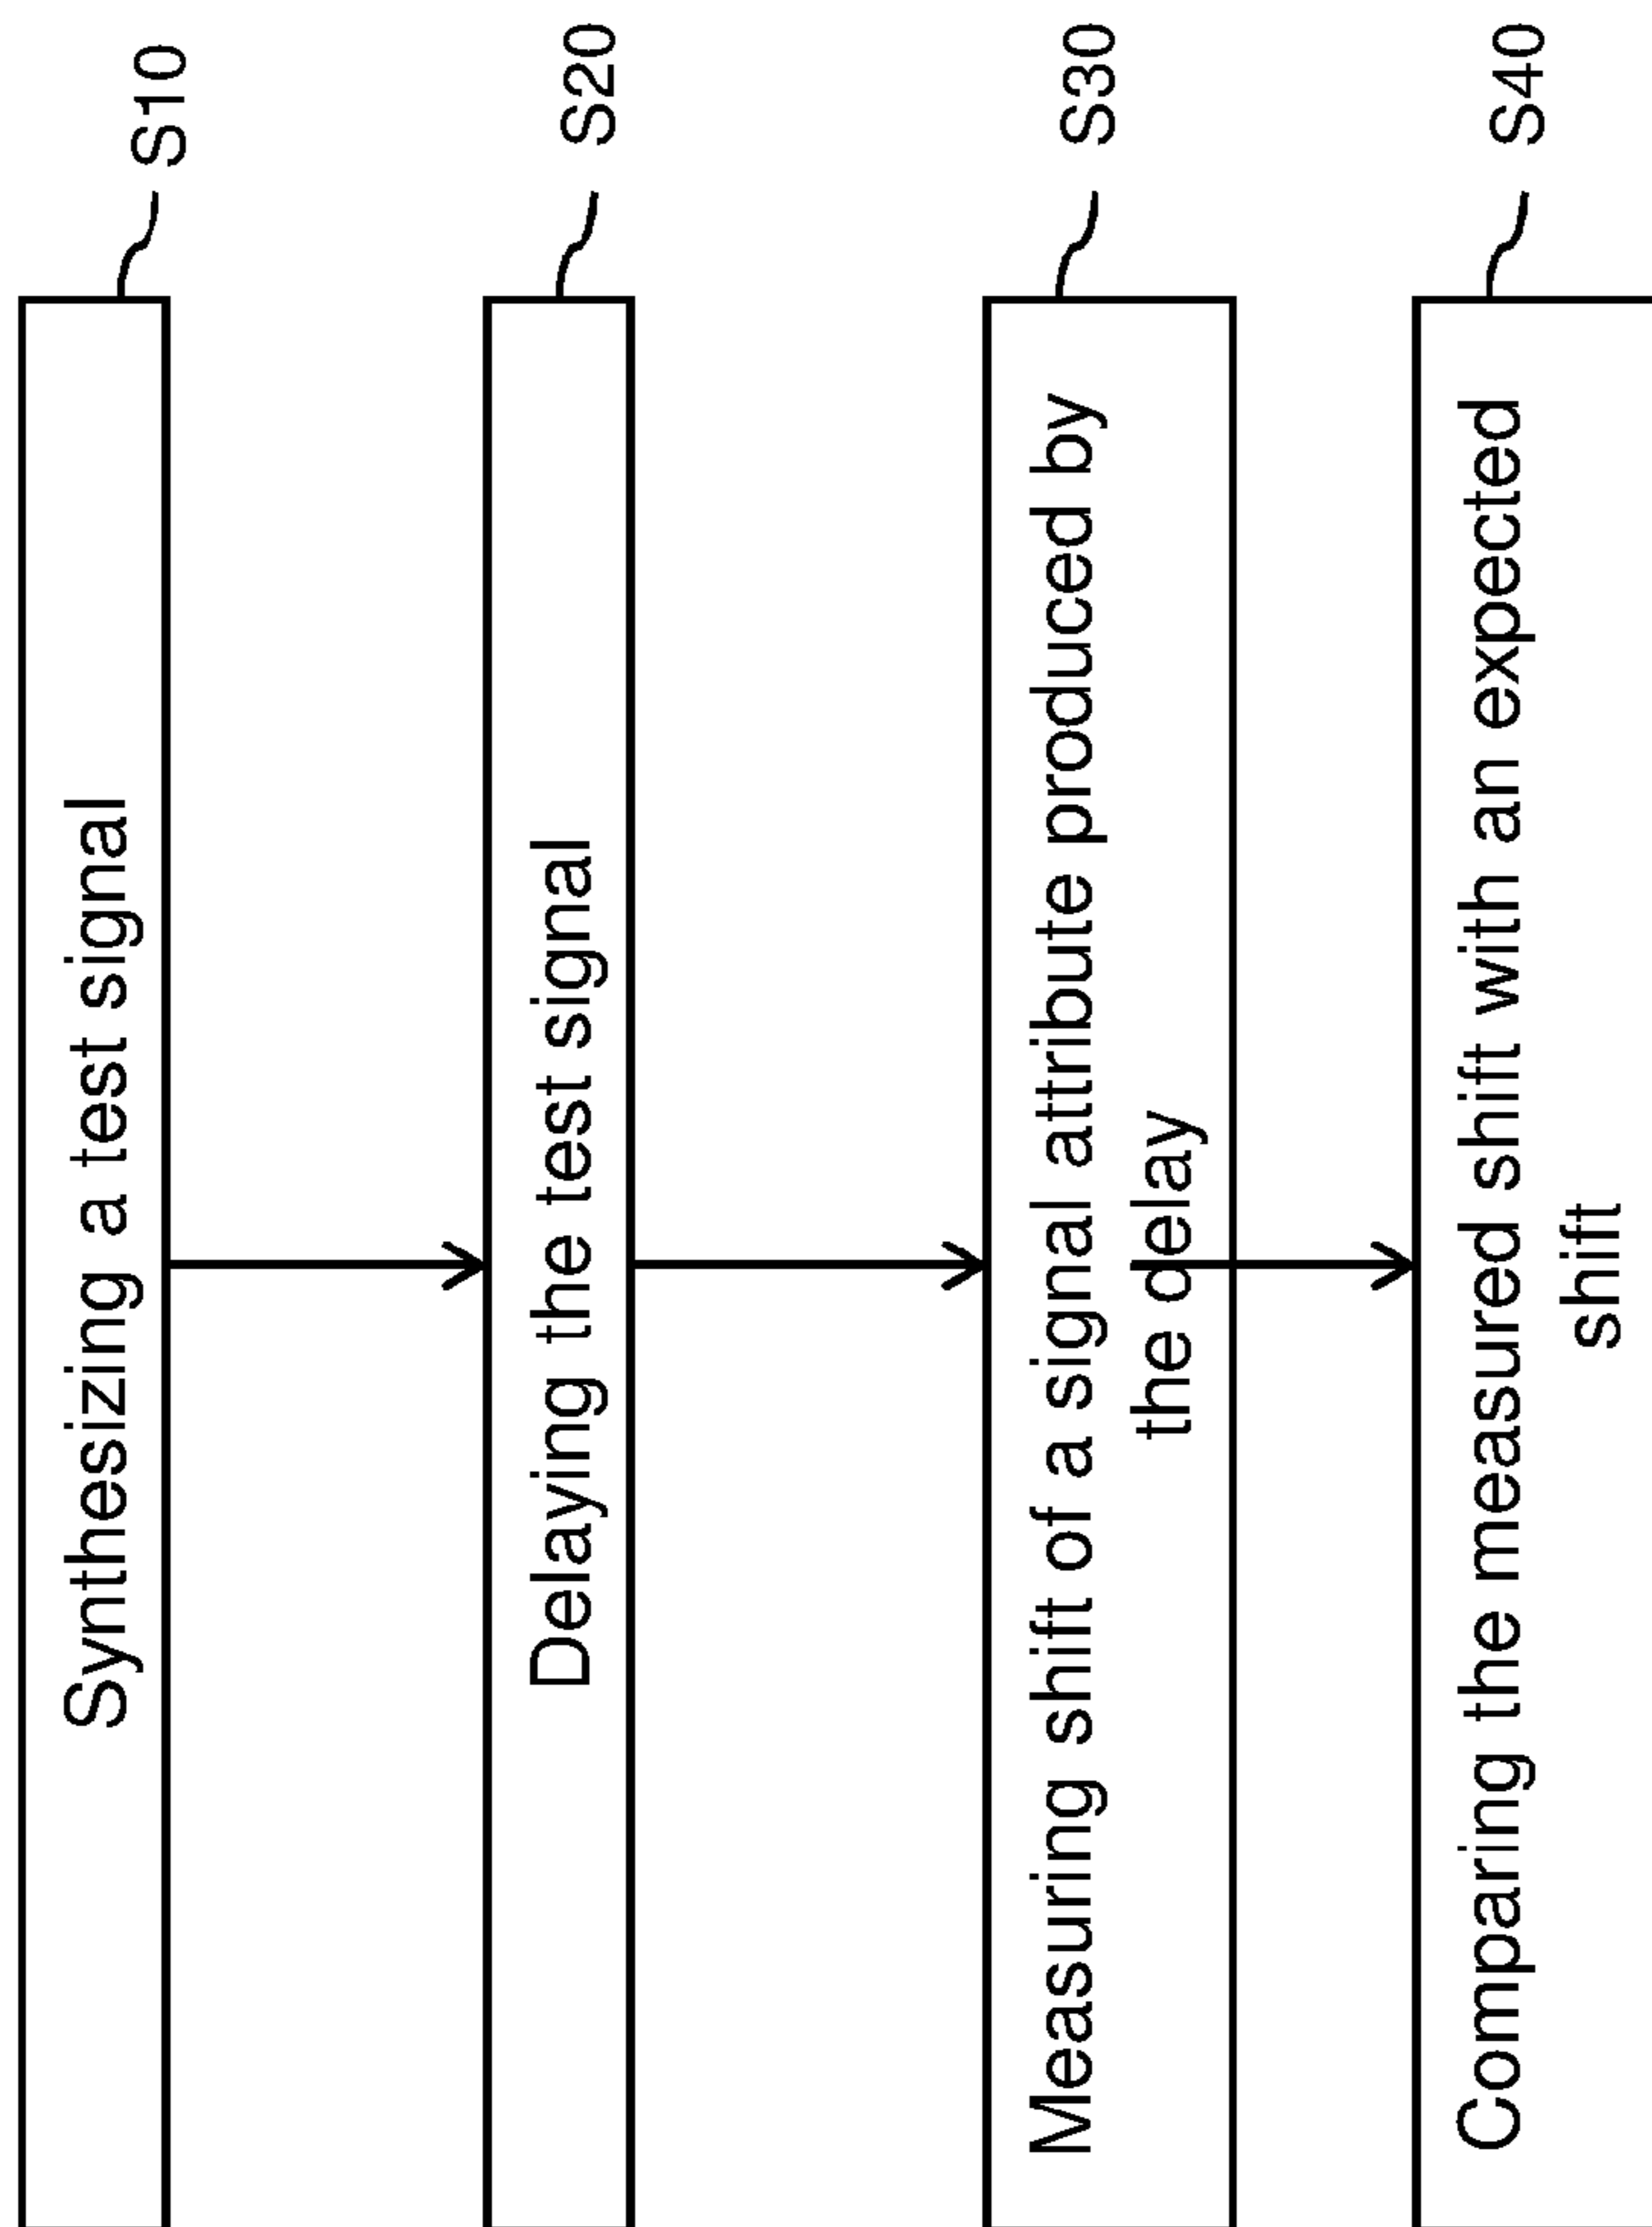 Synthesizing a test signal
S10
Delaying the test signal
S20
Measuring shift of a signal attribute produced by
the delay
S30
Comparing the measured shift with an expected
shift
S40